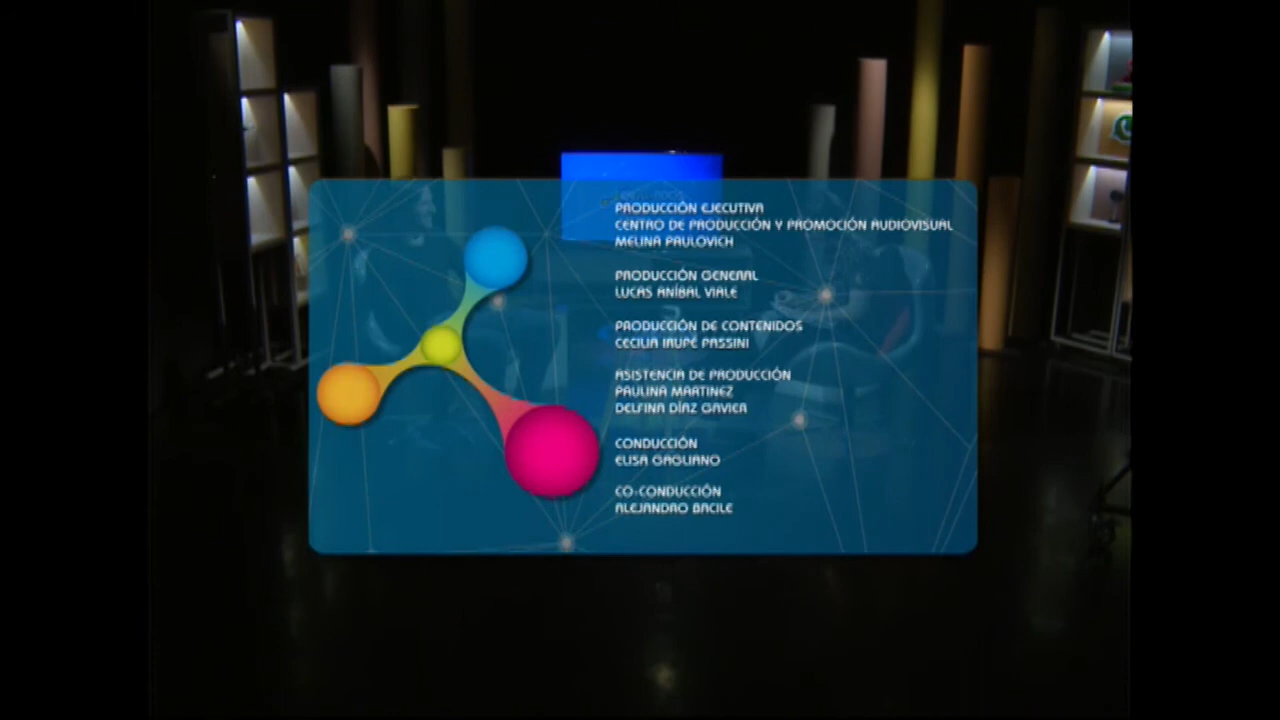 PRODUCCIÓN EJECUTIVA
CENTRO DE PRODUCCIÓN Y PROMOCIÓN AUDIOVISUAL
MELINA PAULOVICH
PRODUCCIÓN GENERAL
LUCAS ANÍBAL VIALE
PRODUCCIÓN DE CONTENIDOS
CECILIA IRUPÉ PASSINI
ASISTENCIA DE PRODUCCIÓN
PAULINA MARTINEZ
DELFINA DÍAZ GAVIER
CONDUCCIÓN
ELISA GAGLIANO
CO-CONDUCCIÓN
ALEJANDRO BACILE